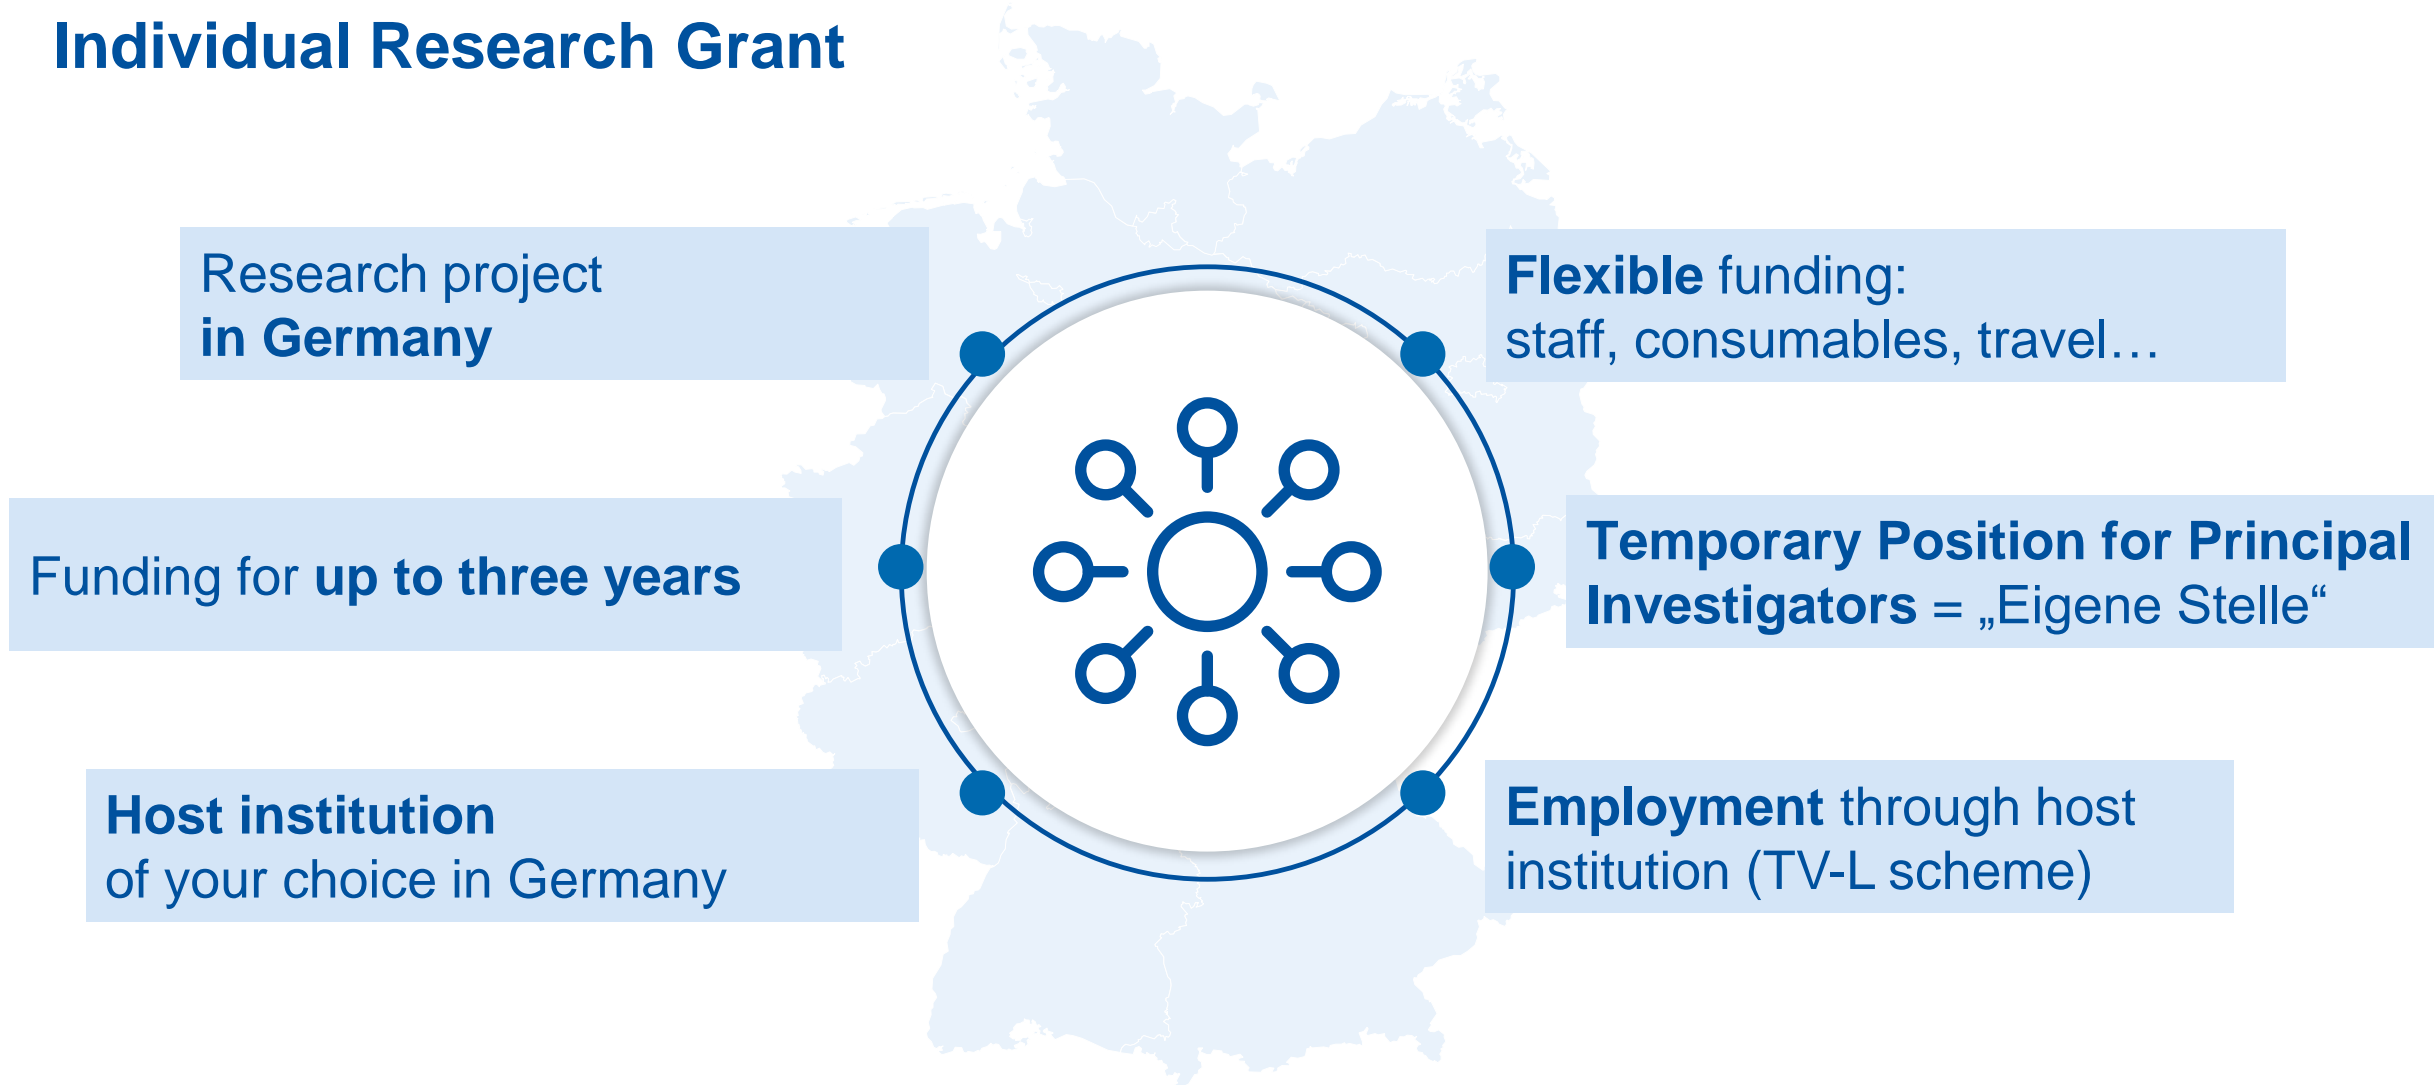 Individual Research Grant
Research project
in Germany
Funding for up to three years
Host institution
of your choice in Germany
Flexible funding:
staff, consumables, travel…
Temporary Position for Principal
Investigators = „Eigene Stelle“
Employment through host
institution (TV-L scheme)